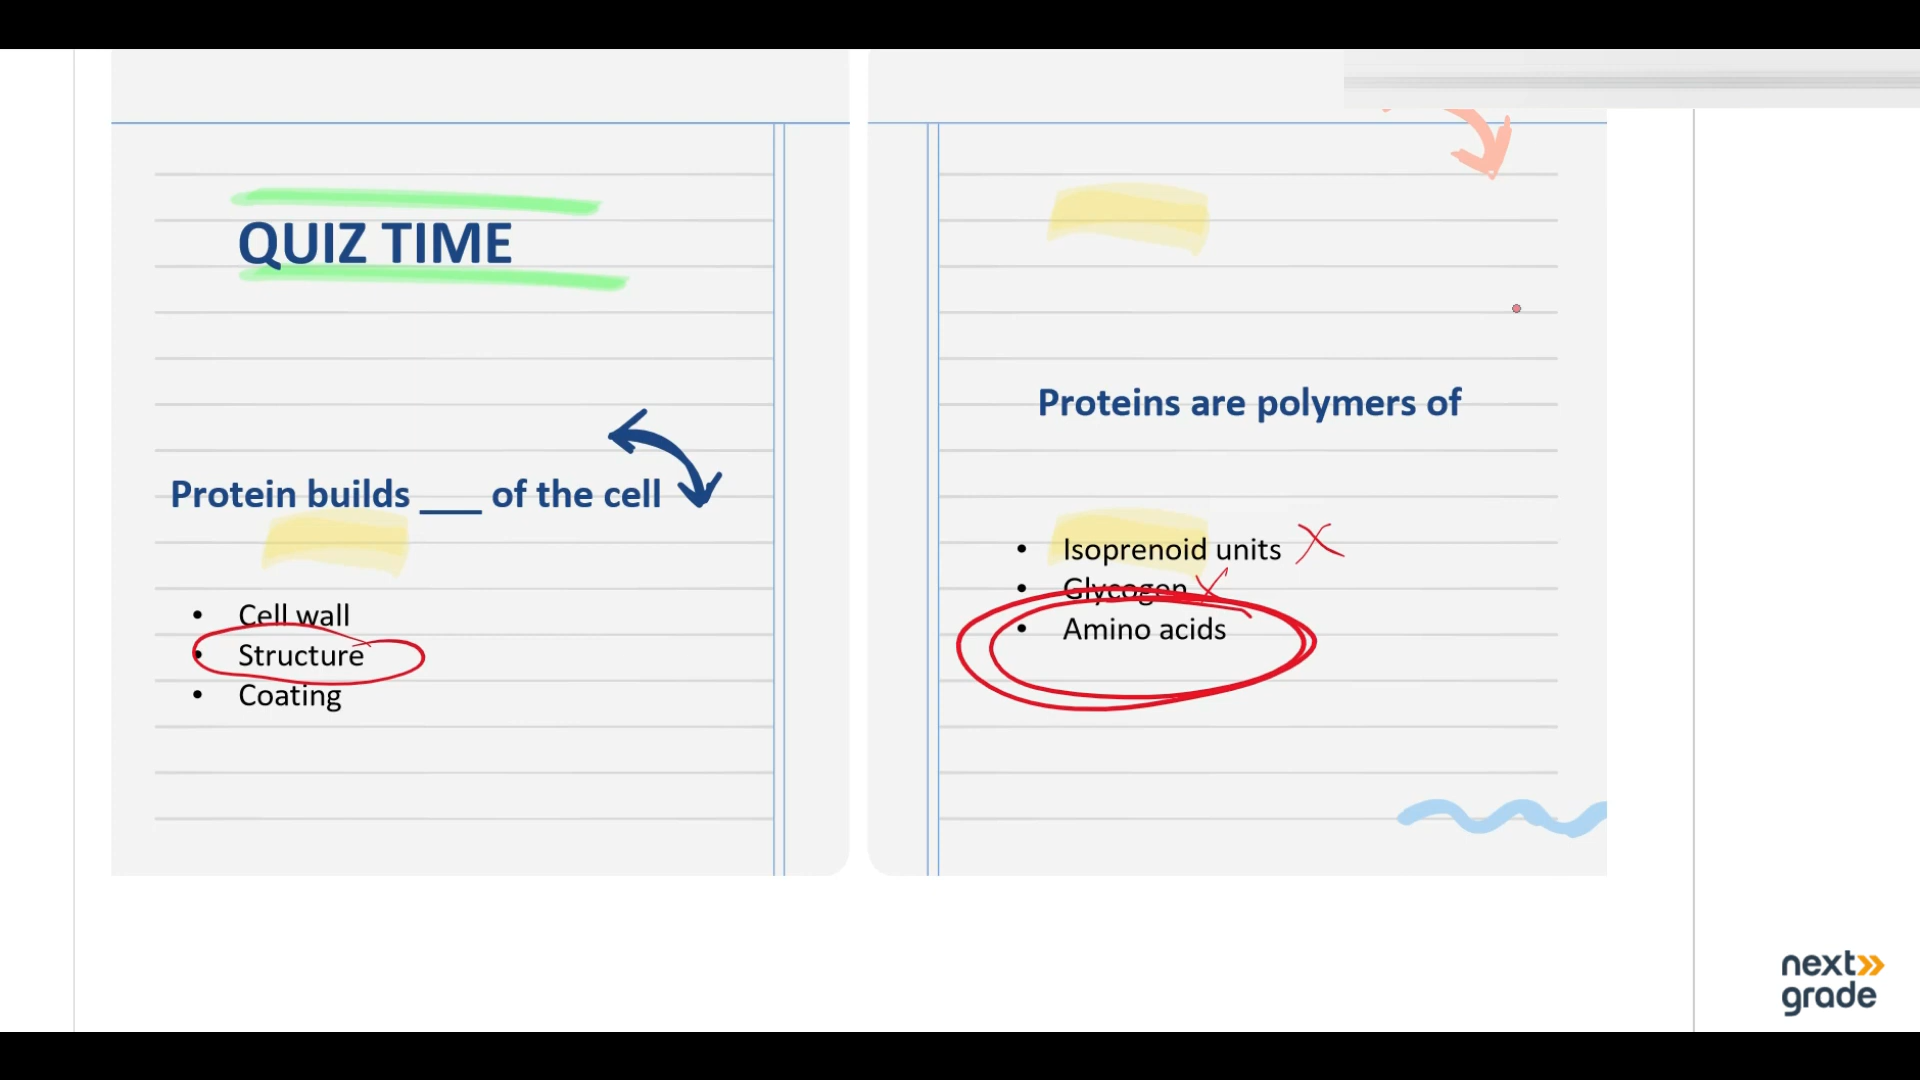 QUIZ TIME
Protein builds ___ of the cell
• Cell wall
• Structure
• Coating
Proteins are polymers of
• Isoprenoid units
• Glycogen
• Amino acids
next
grade